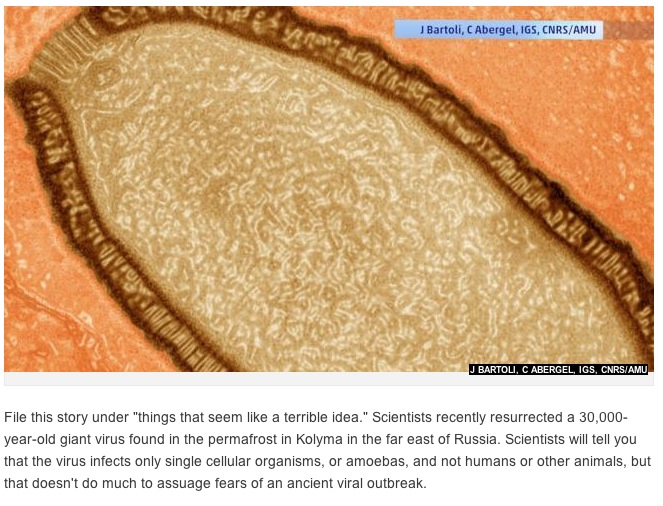 J Bartoli, C Abergel, IGS, CNRS/AMU
J BARTOLI, C ABERGEL, IGS, CNRS/AMU
File this story under "things that seem like a terrible idea." Scientists recently resurrected a 30,000-
year-old giant virus found in the permafrost in Kolyma in the far east of Russia. Scientists will tell you
that the virus infects only single cellular organisms, or amoebas, and not humans or other animals, but
that doesn't do much to assuage fears of an ancient viral outbreak.